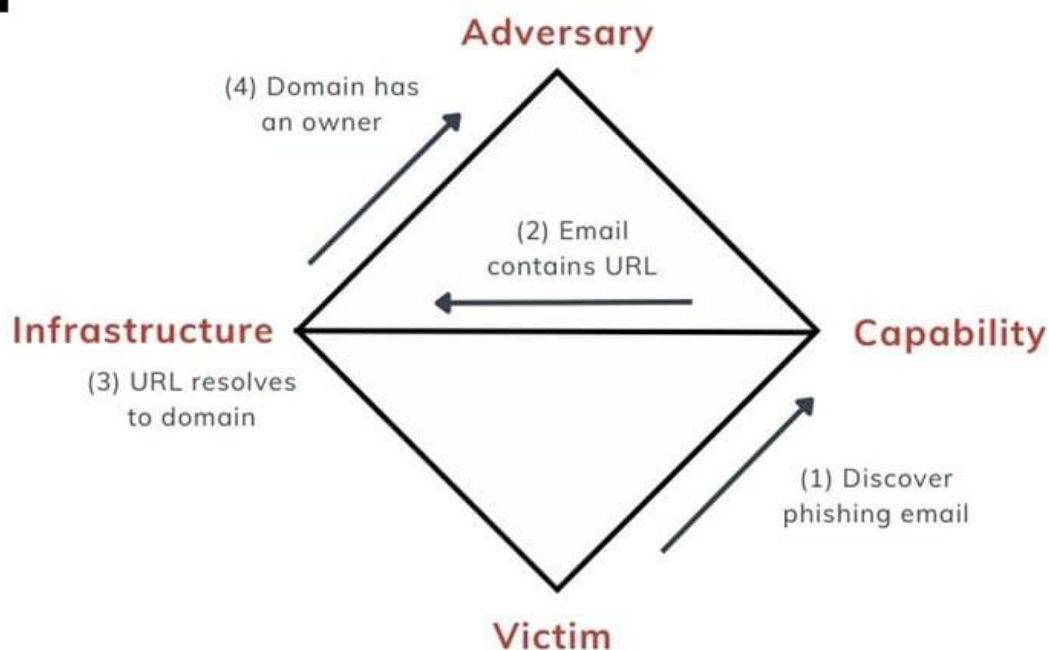 Adversary
(4) Domain has
an owner
(2) Email
contains URL
Infrastructure
Capability
(3) URL resolves
to domain
(1) Discover
phishing email
Victim